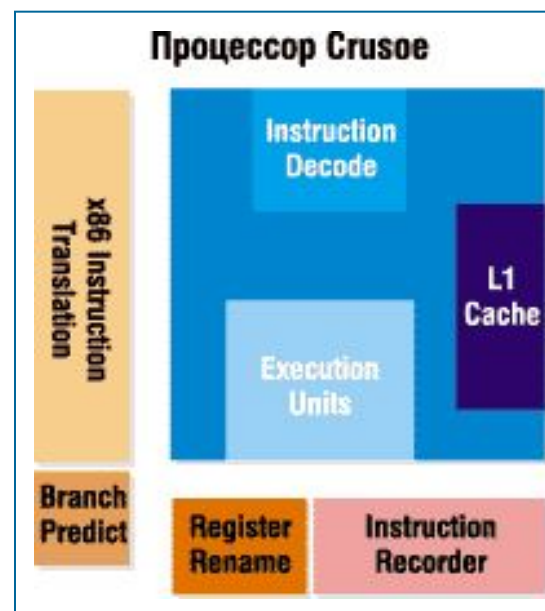 Процессор Crusoe
x86 Instruction
Translation
Instruction
Decode
L1
Cache
Execution
Units
Branch
Predict
Register
Rename
Instruction
Recorder